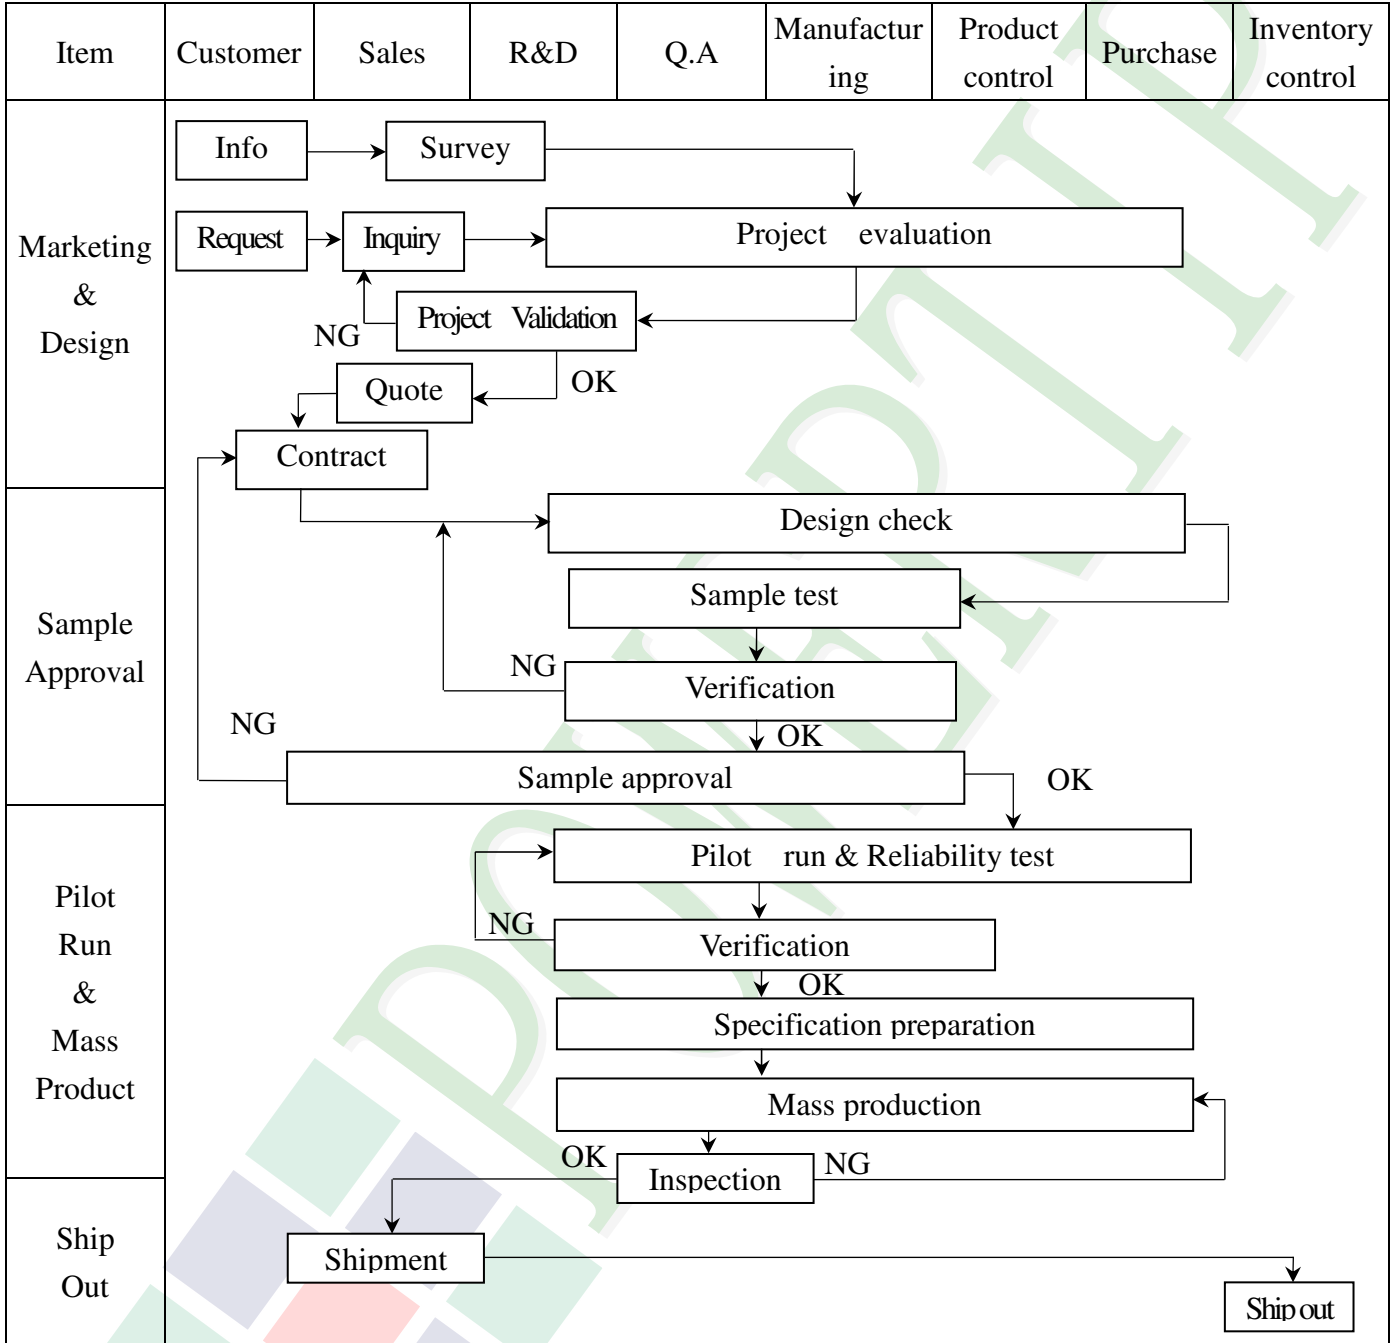 Item
Customer
Sales
R&D
Q.A
Manufactur
ing
Product
control
Purchase
Inventory
control
Marketing
&
Design
Info
Survey
Request
Inquiry
Project evaluation
NG
Project Validation
Quote
OK
Contract
Sample
Approval
Design check
Sample test
NG
Verification
NG
OK
Sample approval
OK
Pilot
Run
&
Mass
Product
Pilot run & Reliability test
NG
Verification
OK
Specification preparation
Mass production
OK
Inspection
NG
Ship
Out
Shipment
Ship out
POWERTIP